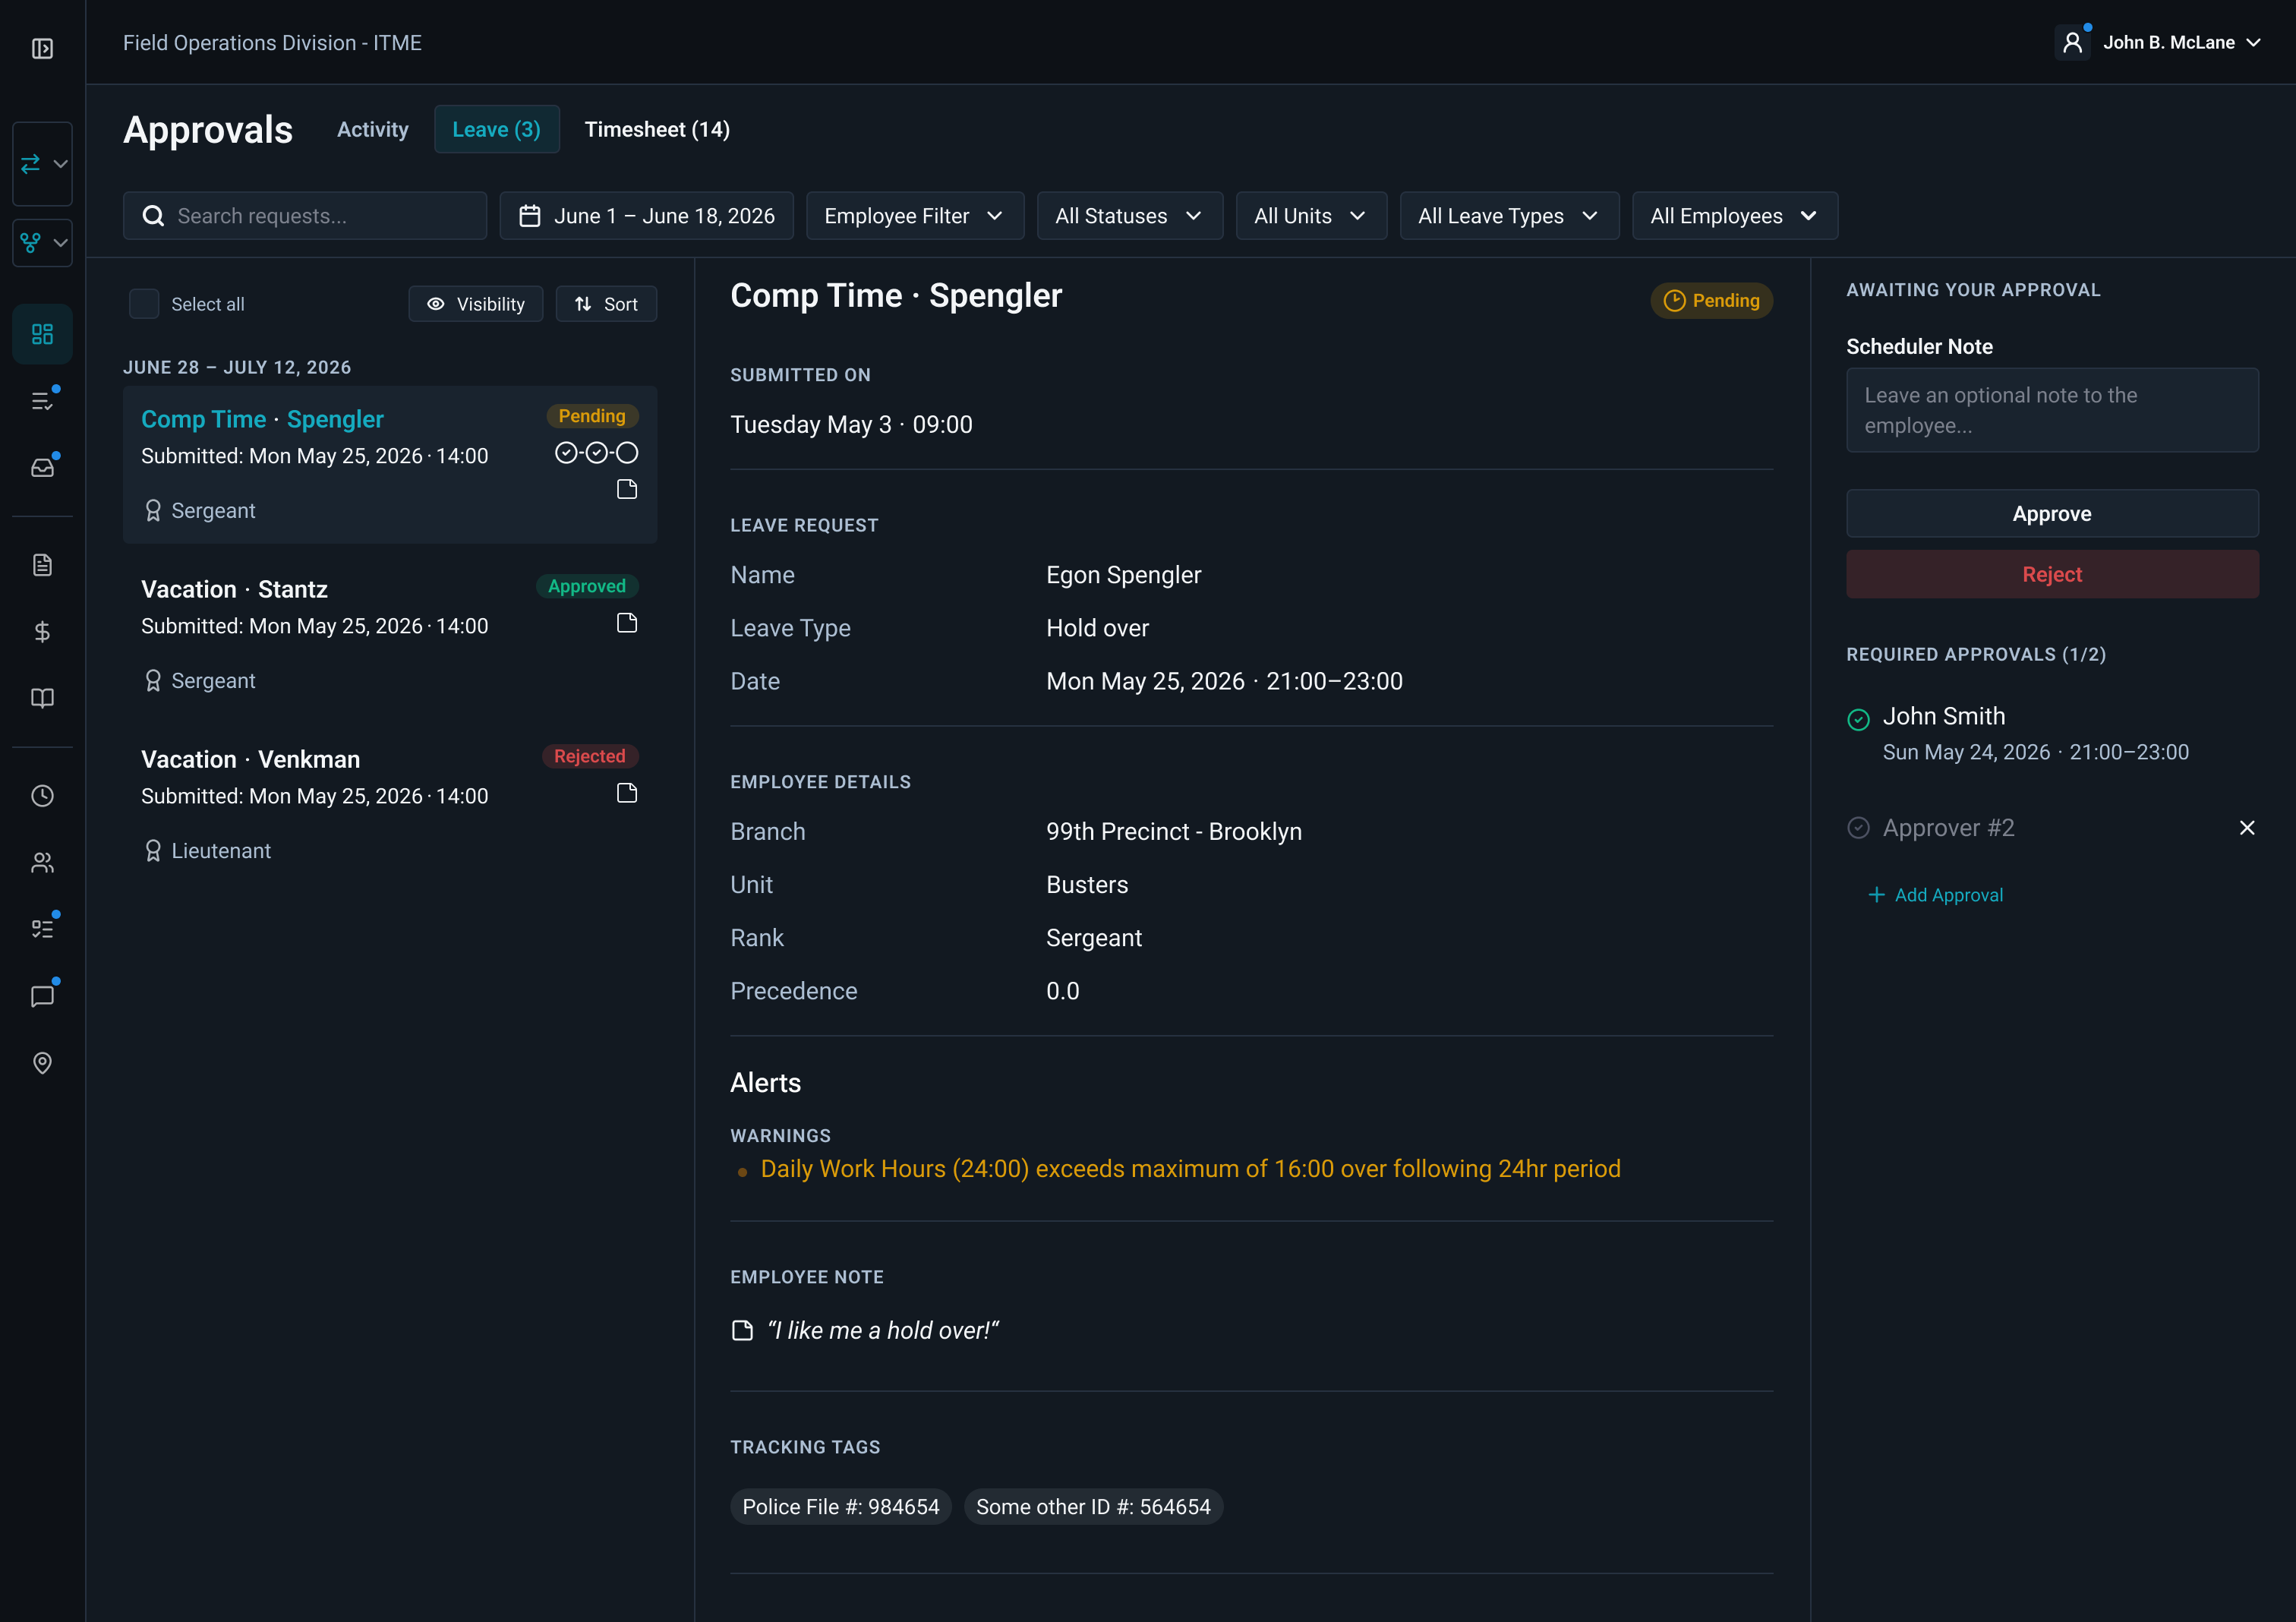 Field Operations Division - ITME
John B. McLane
Approvals
Activity
Leave (3)
Timesheet (14)
Search requests...
June 1 – June 18, 2026
Employee Filter
All Statuses
All Units
All Leave Types
All Employees
Select all
Visibility
Sort
JUNE 28 – JULY 12, 2026
Comp Time · Spengler
Pending
Submitted: Mon May 25, 2026 · 14:00
Sergeant
Vacation · Stantz
Approved
Submitted: Mon May 25, 2026 · 14:00
Sergeant
Vacation · Venkman
Rejected
Submitted: Mon May 25, 2026 · 14:00
Lieutenant
Comp Time · Spengler
Pending
SUBMITTED ON
Tuesday May 3 · 09:00
LEAVE REQUEST
Name Egon Spengler
Leave Type Hold over
Date Mon May 25, 2026 · 21:00–23:00
EMPLOYEE DETAILS
Branch 99th Precinct - Brooklyn
Unit Busters
Rank Sergeant
Precedence 0.0
Alerts
WARNINGS
• Daily Work Hours (24:00) exceeds maximum of 16:00 over following 24hr period
EMPLOYEE NOTE
“I like me a hold over!“
TRACKING TAGS
Police File #: 984654
Some other ID #: 564654
AWAITING YOUR APPROVAL
Scheduler Note
Leave an optional note to the
employee...
Approve
Reject
REQUIRED APPROVALS (1/2)
John Smith
Sun May 24, 2026 · 21:00–23:00
Approver #2
Add Approval